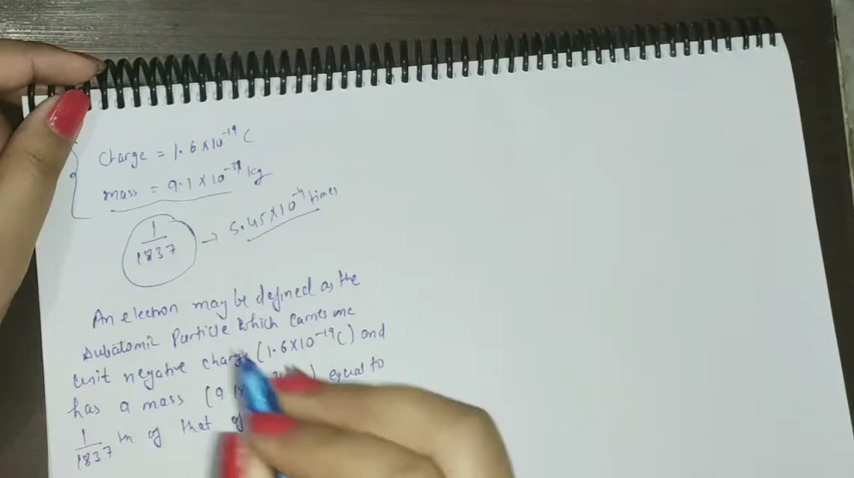 Charge = 1.6×10⁻¹⁹ C
mass = 9.1×10⁻³¹ kg
1/1837 → 5.45×10⁻⁴ times
An electron may be defined as the
subatomic Particle which carries one
unit negative charge (1.6×10⁻¹⁹C) and
has a mass (9 equal to
1/1837 th of that of